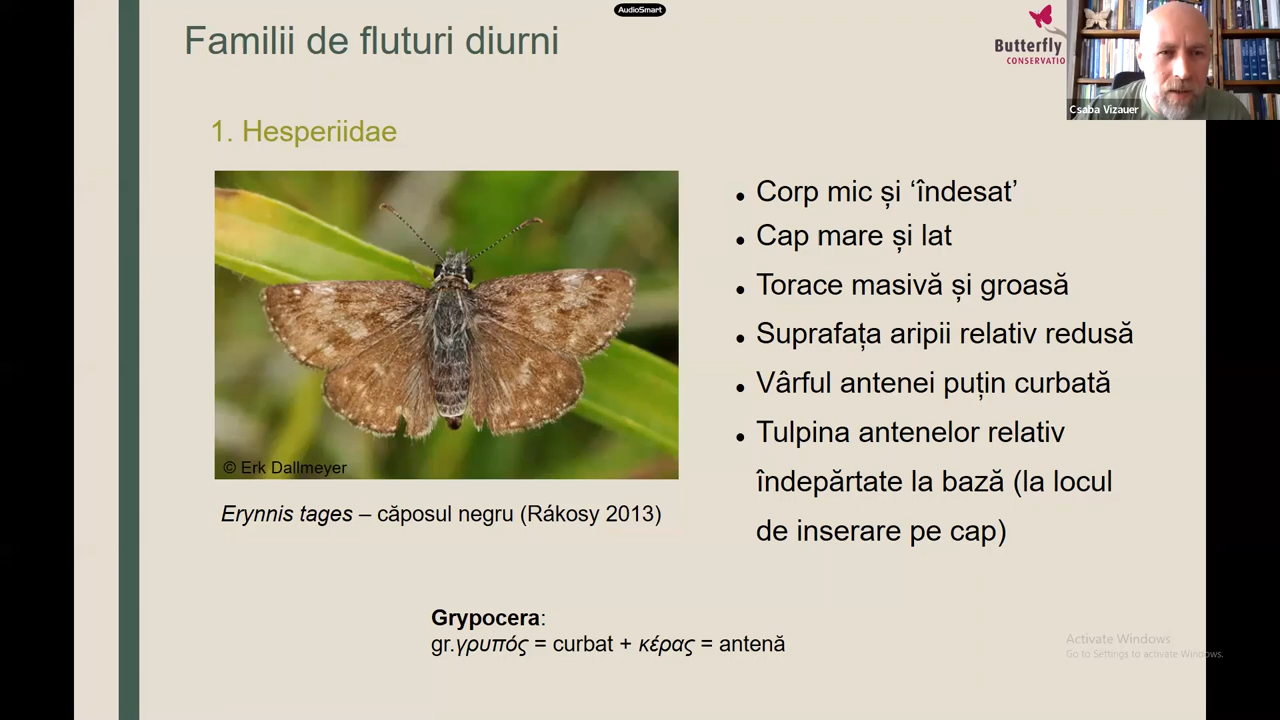 AudioSmart
Familii de fluturi diurni
Butterfly
CONSERVATIO
Csaba Vizauer
1. Hesperiidae
• Corp mic și ‘îndesat’
• Cap mare și lat
• Torace masivă și groasă
• Suprafața aripii relativ redusă
• Vârful antenei puțin curbată
• Tulpina antenelor relativ
îndepărtate la bază (la locul
de inserare pe cap)
© Erk Dallmeyer
Erynnis tages – căposul negru (Rákosy 2013)
Grypocera:
gr.γρυπός = curbat + κέρας = antenă
Activate Windows
Go to Settings to activate Windows.